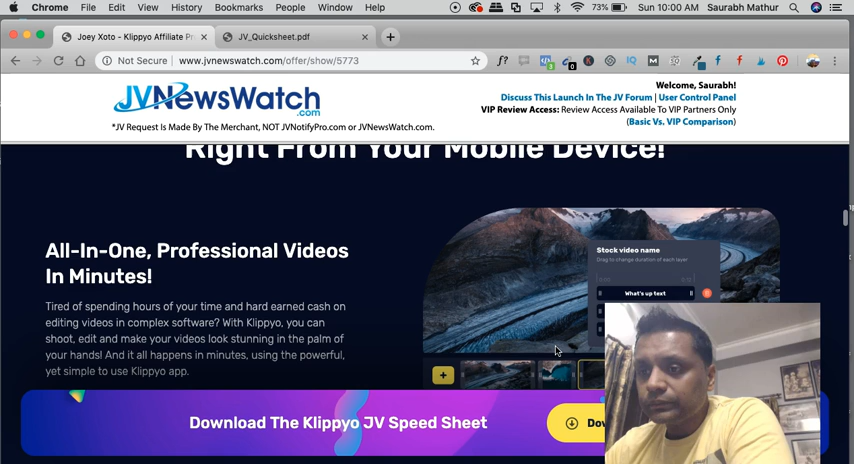 Chrome File Edit View History Bookmarks People Window Help 73% Sun 10:00 AM Saurabh Mathur
Joey Xoto - Klippyo Affiliate Pr
JV_Quicksheet.pdf
Not Secure | www.jvnewswatch.com/offer/show/5773
f?
JVNewsWatch
.com
*JV Request Is Made By The Merchant, NOT JVNotifyPro.com or JVNewsWatch.com.
Welcome, Saurabh!
Discuss This Launch In The JV Forum | User Control Panel
VIP Review Access: Review Access Available To VIP Partners Only
(Basic Vs. VIP Comparison)
Right From Your Mobile Device!
All-In-One, Professional Videos
In Minutes!
Tired of spending hours of your time and hard earned cash on
editing videos in complex software? With Klippyo, you can
shoot, edit and make your videos look stunning in the palm of
your hands! And it all happens in minutes, using the powerful,
yet simple to use Klippyo app.
Stock video name
Drag to change duration of each layer
What's up text
Download The Klippyo JV Speed Sheet